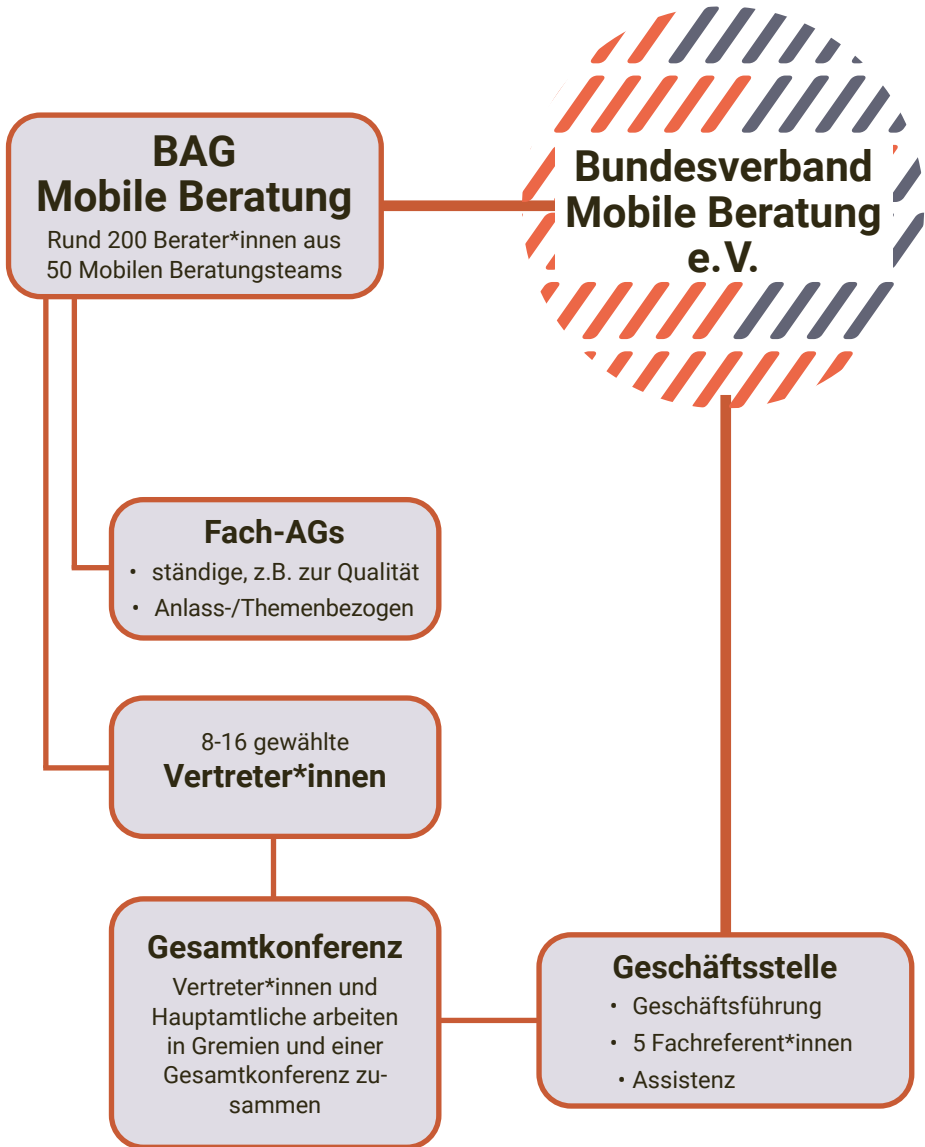 BAG
Mobile Beratung
Rund 200 Berater*innen aus
50 Mobilen Beratungsteams
Bundesverband
Mobile Beratung
e.V.
Fach-AGs
• ständige, z.B. zur Qualität
• Anlass-/Themenbezogen
8-16 gewählte
Vertreter*innen
Gesamtkonferenz
Vertreter*innen und
Hauptamtliche arbeiten
in Gremien und einer
Gesamtkonferenz zu-
sammen
Geschäftsstelle
• Geschäftsführung
• 5 Fachreferent*innen
• Assistenz